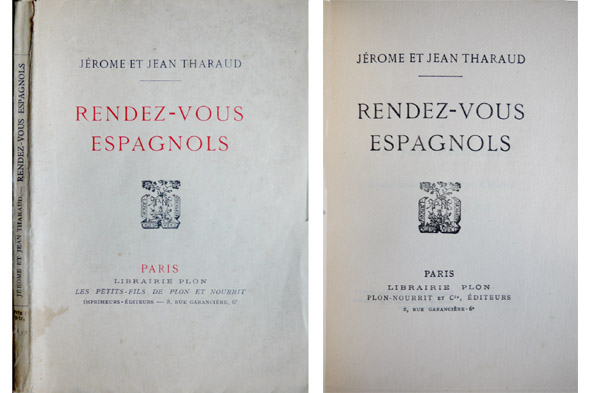 JÉROME ET JEAN THARAUD. — RENDEZ-VOUS ESPAGNOLS
JÉROME ET JEAN THARAUD
RENDEZ-VOUS
ESPAGNOLS
PARIS
LIBRAIRIE PLON
LES PETITS-FILS DE PLON ET NOURRIT
IMPRIMEURS-ÉDITEURS — 8, RUE GARANCIÈRE, 6e
JÉROME ET JEAN THARAUD
RENDEZ-VOUS
ESPAGNOLS
PARIS
LIBRAIRIE PLON
PLON-NOURRIT ET Cie, ÉDITEURS
8, RUE GARANCIÈRE-6e